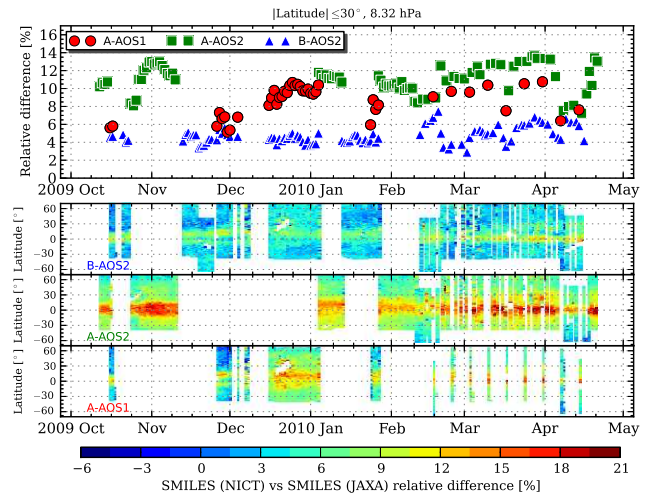 |Latitude| ≤30°, 8.32 hPa
A-AOS1 A-AOS2 B-AOS2
Relative difference [%]
16
14
12
10
8
6
4
2
0
2009 Oct Nov Dec 2010 Jan Feb Mar Apr May
Latitude [°]
60
30
0
−30
−60
B-AOS2
Latitude [°]
60
30
0
−30
−60
A-AOS2
Latitude [°]
60
30
0
−30
−60
A-AOS1
2009 Oct Nov Dec 2010 Jan Feb Mar Apr May
−6 −3 0 3 6 9 12 15 18 21
SMILES (NICT) vs SMILES (JAXA) relative difference [%]